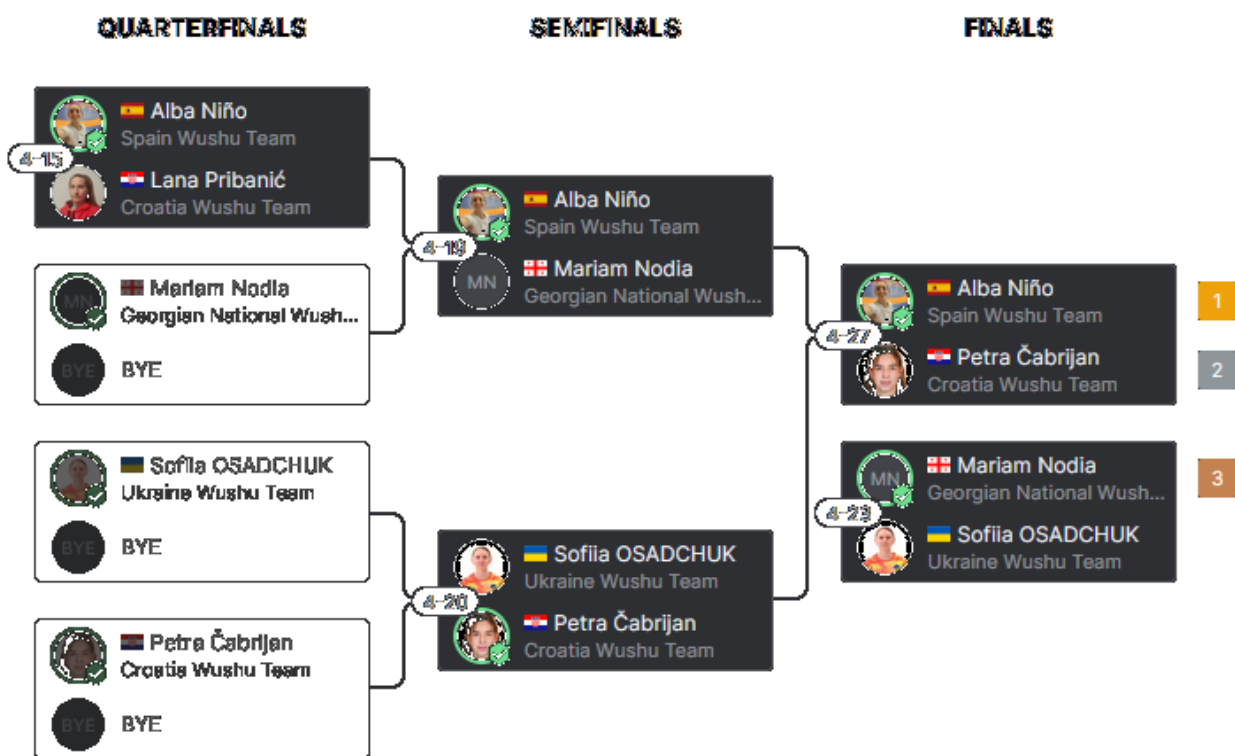 QUARTERFINALS
SEMIFINALS
FINALS
Alba Niño
Spain Wushu Team
4-15
Lana Pribanić
Croatia Wushu Team
MN
Mariam Nodia
Georgian National Wush...
BYE
BYE
Sofiia OSADCHUK
Ukraine Wushu Team
BYE
BYE
Petra Čabrijan
Croatia Wushu Team
BYE
BYE
Alba Niño
Spain Wushu Team
4-19
MN
Mariam Nodia
Georgian National Wush...
Sofiia OSADCHUK
Ukraine Wushu Team
4-20
Petra Čabrijan
Croatia Wushu Team
Alba Niño
Spain Wushu Team
1
4-27
Petra Čabrijan
Croatia Wushu Team
2
MN
Mariam Nodia
Georgian National Wush...
3
4-23
Sofiia OSADCHUK
Ukraine Wushu Team